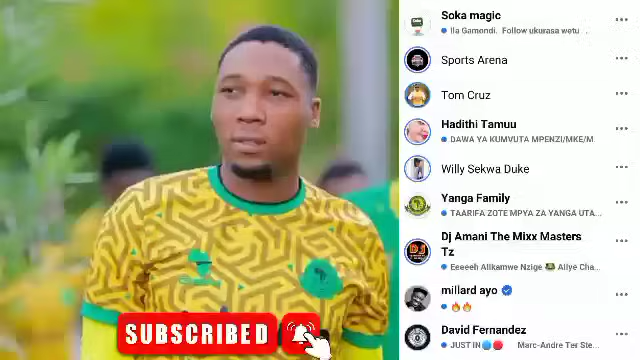 Soka magic
Ila Gamondi. Follow ukurasa wetu ...
Sports Arena
Tom Cruz
Hadithi Tamuu
DAWA YA KUMVUTA MPENZI/MKE/M
Willy Sekwa Duke
Yanga Family
TAARIFA ZOTE MPYA ZA YANGA UTA...
Dj Amani The Mixx Masters
Tz
Eeeeeh Alikamwe Nzige Aliye Cha...
millard ayo
David Fernandez
JUST IN Marc-Andre Ter Ste...
SUBSCRIBED